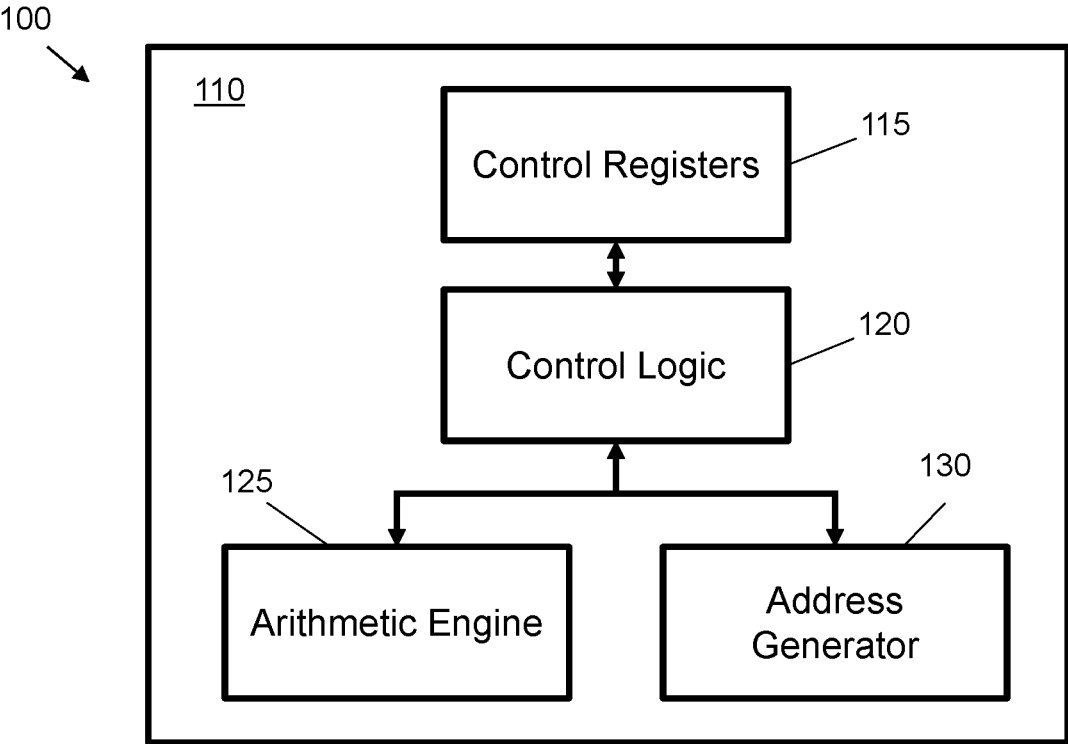 100
110
Control Registers
115
Control Logic
120
125
130
Arithmetic Engine
Address
Generator